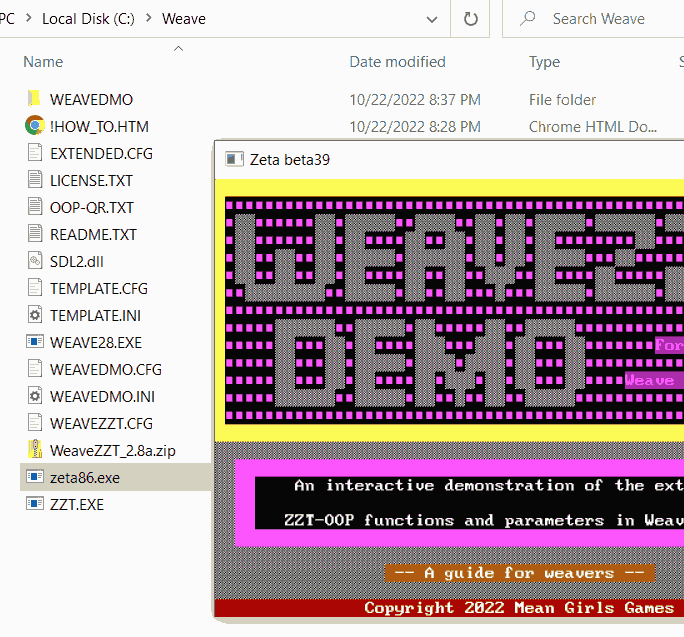 PC > Local Disk (C:) > Weave
Search Weave
Name
Date modified
Type
S
WEAVEDMO
10/22/2022 8:37 PM
File folder
!HOW_TO.HTM
10/22/2022 8:28 PM
Chrome HTML Do...
EXTENDED.CFG
LICENSE.TXT
OOP-QR.TXT
README.TXT
SDL2.dll
TEMPLATE.CFG
TEMPLATE.INI
WEAVE28.EXE
WEAVEDMO.CFG
WEAVEDMO.INI
WEAVEZZT.CFG
WeaveZZT_2.8a.zip
zeta86.exe
ZZT.EXE
Zeta beta39
WEAVEZ
DEMO
For
Weave
An interactive demonstration of the ext
ZZT-OOP functions and parameters in Weav
-- A guide for weavers --
Copyright 2022 Mean Girls Games